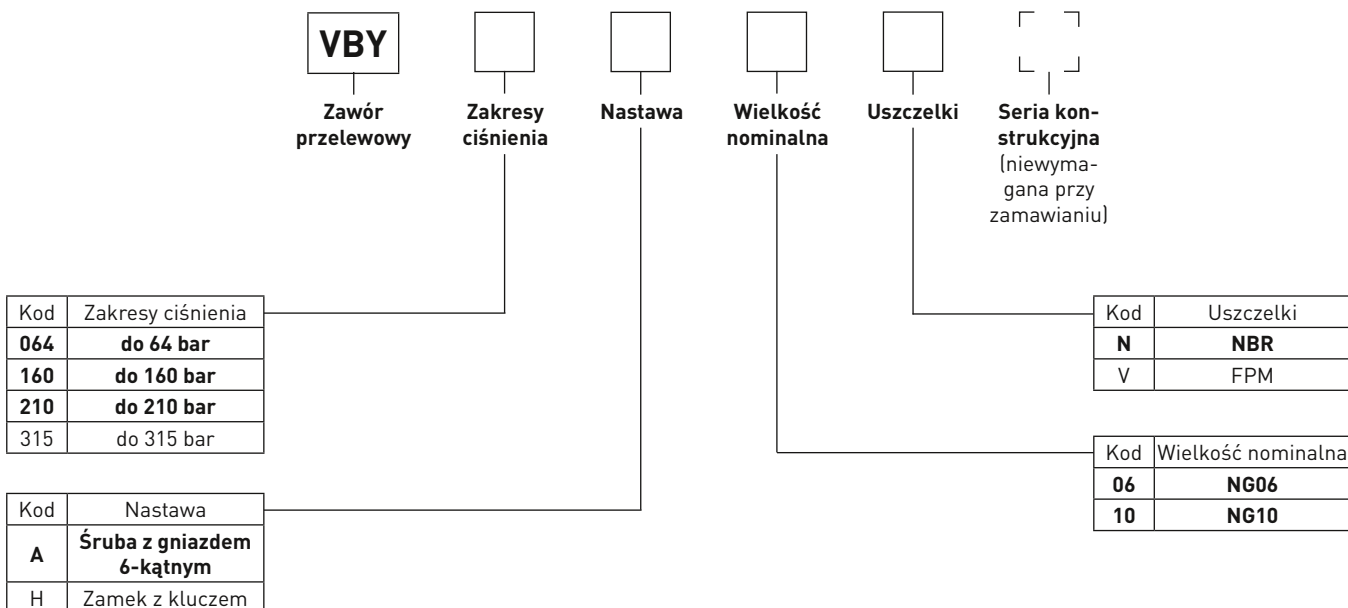 VBY
Zawór
przelewowy
Zakresy
ciśnienia
Nastawa
Wielkość
nominalna
Uszczelki
Seria kon-
strukcyjna
(niewyma-
gana przy
zamawianiu)
Kod Zakresy ciśnienia
064 do 64 bar
160 do 160 bar
210 do 210 bar
315 do 315 bar
Kod Nastawa
A Śruba z gniazdem
6-kątnym
H Zamek z kluczem
Kod Uszczelki
N NBR
V FPM
Kod Wielkość nominalna
06 NG06
10 NG10